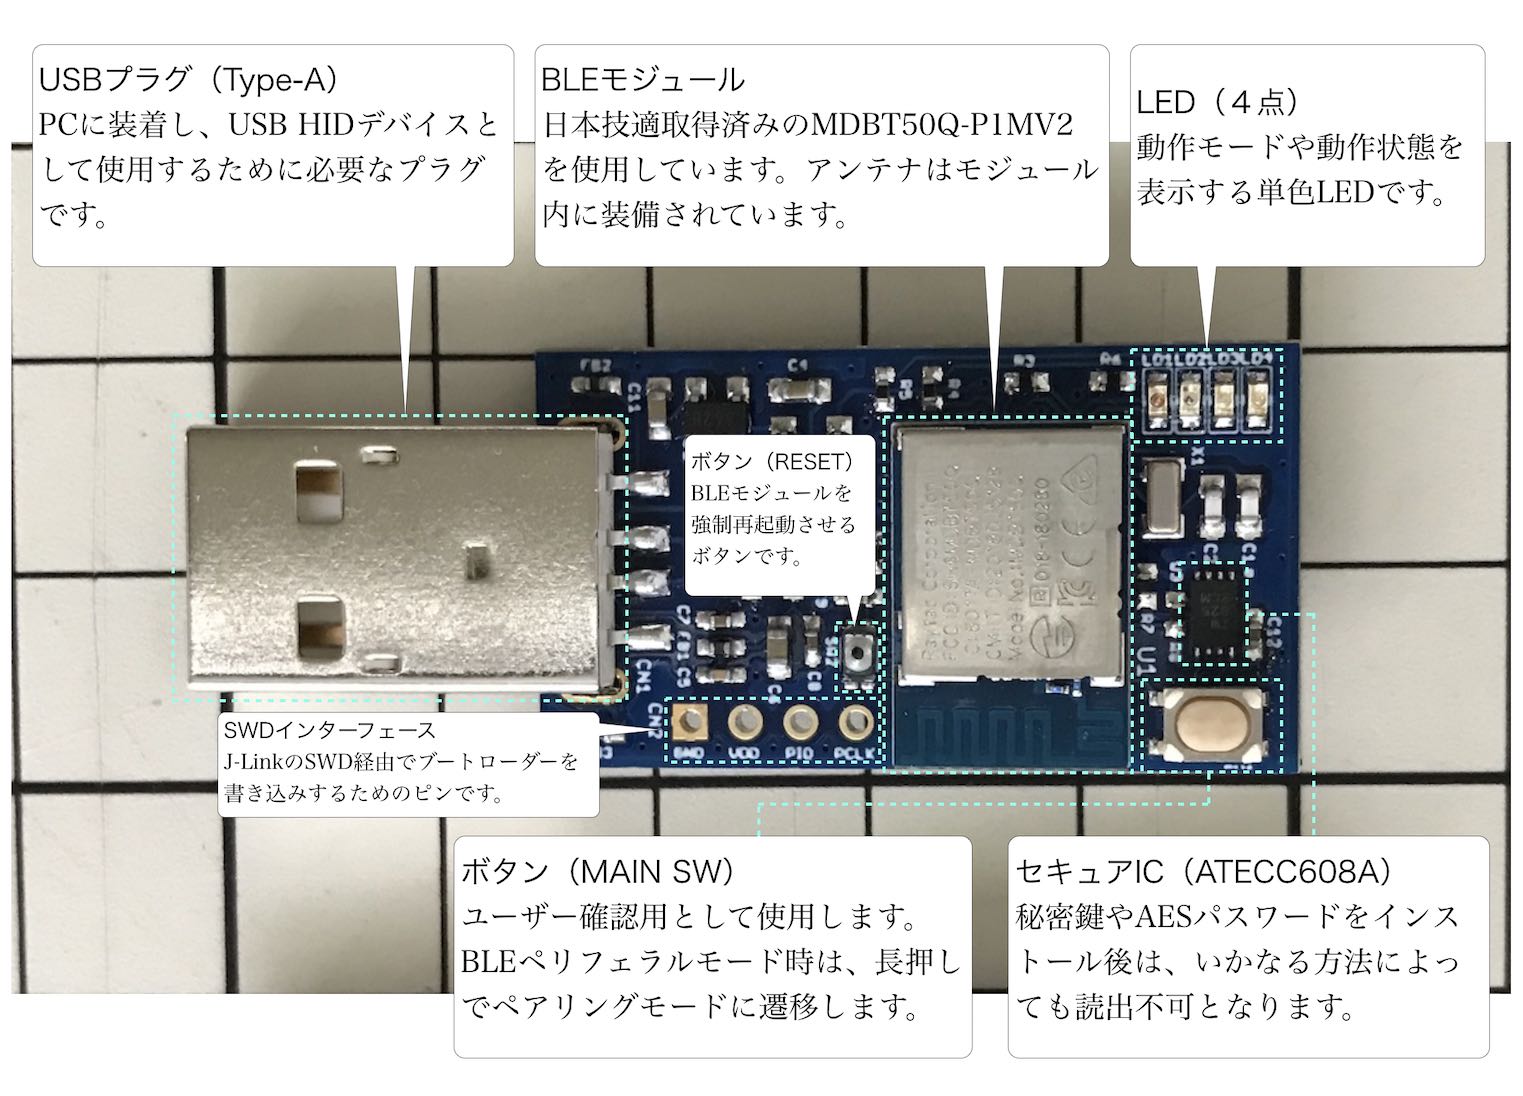 USBプラグ（Type-A）
PCに装着し、USB HIDデバイスと
して使用するために必要なプラグ
です。
BLEモジュール
日本技適取得済みのMDBT50Q-P1MV2
を使用しています。アンテナはモジュール
内に装備されています。
LED（４点）
動作モードや動作状態を
表示する単色LEDです。
FB2
C11
C4
R5
R4
R3
R6
LD1
LD2
LD3
LD4
X1
ボタン（RESET）
BLEモジュールを
強制再起動させる
ボタンです。
C7
FB1
C5
C6
C8
SW2
CN1
CN2
R7
U1
C12
GND
VDD
PIO
PCLK
SWDインターフェース
J-LinkのSWD経由でブートローダーを
書き込みするためのピンです。
ボタン（MAIN SW）
ユーザー確認用として使用します。
BLEペリフェラルモード時は、長押し
でペアリングモードに遷移します。
セキュアIC（ATECC608A）
秘密鍵やAESパスワードをインス
トール後は、いかなる方法によっ
ても読出不可となります。